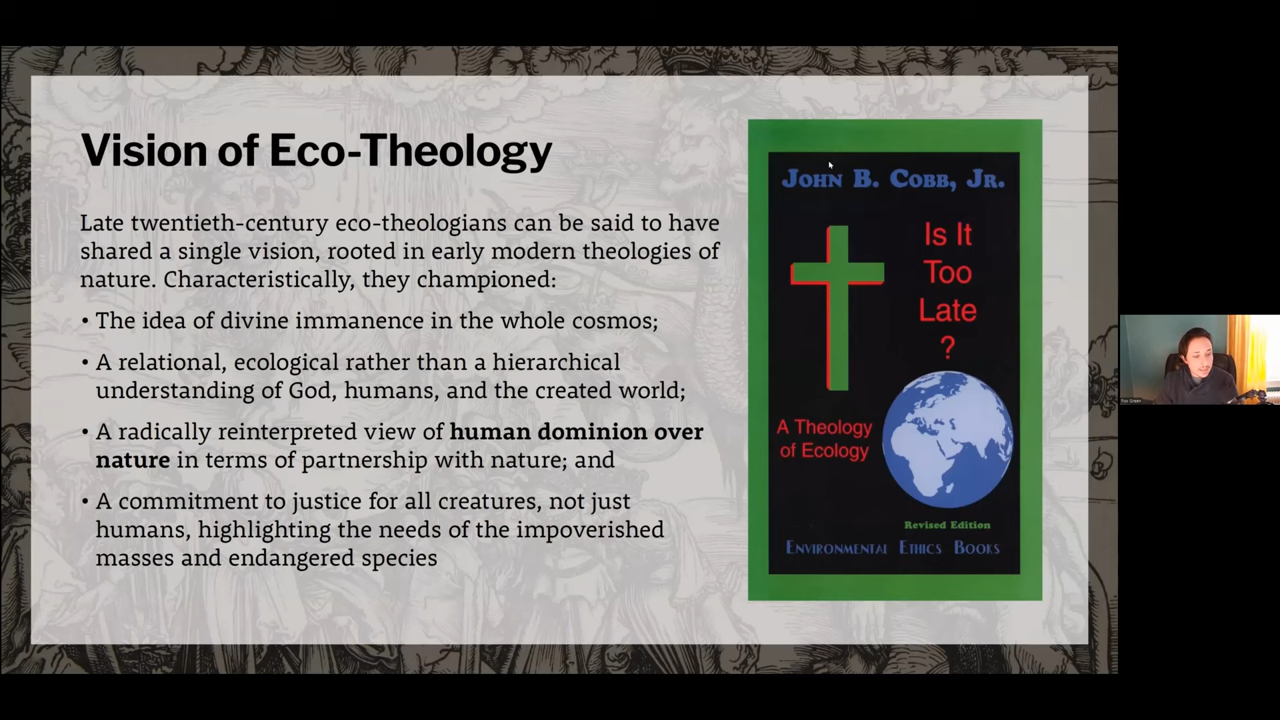 Vision of Eco-Theology
Late twentieth-century eco-theologians can be said to have
shared a single vision, rooted in early modern theologies of
nature. Characteristically, they championed:
• The idea of divine immanence in the whole cosmos;
• A relational, ecological rather than a hierarchical
understanding of God, humans, and the created world;
• A radically reinterpreted view of human dominion over
nature in terms of partnership with nature; and
• A commitment to justice for all creatures, not just
humans, highlighting the needs of the impoverished
masses and endangered species
JOHN B. COBB, JR.
Is It
Too
Late
?
A Theology
of Ecology
Revised Edition
ENVIRONMENTAL ETHICS BOOKS